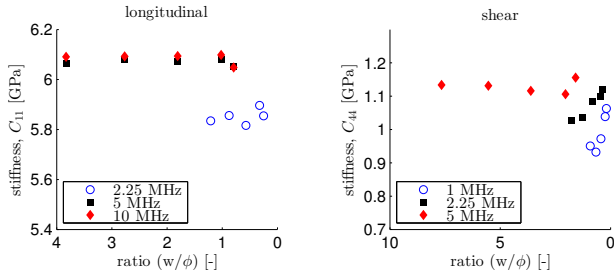 longitudinal
stiffness, C₁₁ [GPa]
6.2
6
5.8
5.6
5.4
2.25 MHz
5 MHz
10 MHz
4 3 2 1 0
ratio (w/ϕ) [-]
shear
stiffness, C₄₄ [GPa]
1.3
1.2
1.1
1
0.9
0.8
0.7
1 MHz
2.25 MHz
5 MHz
10 5 0
ratio (w/ϕ) [-]